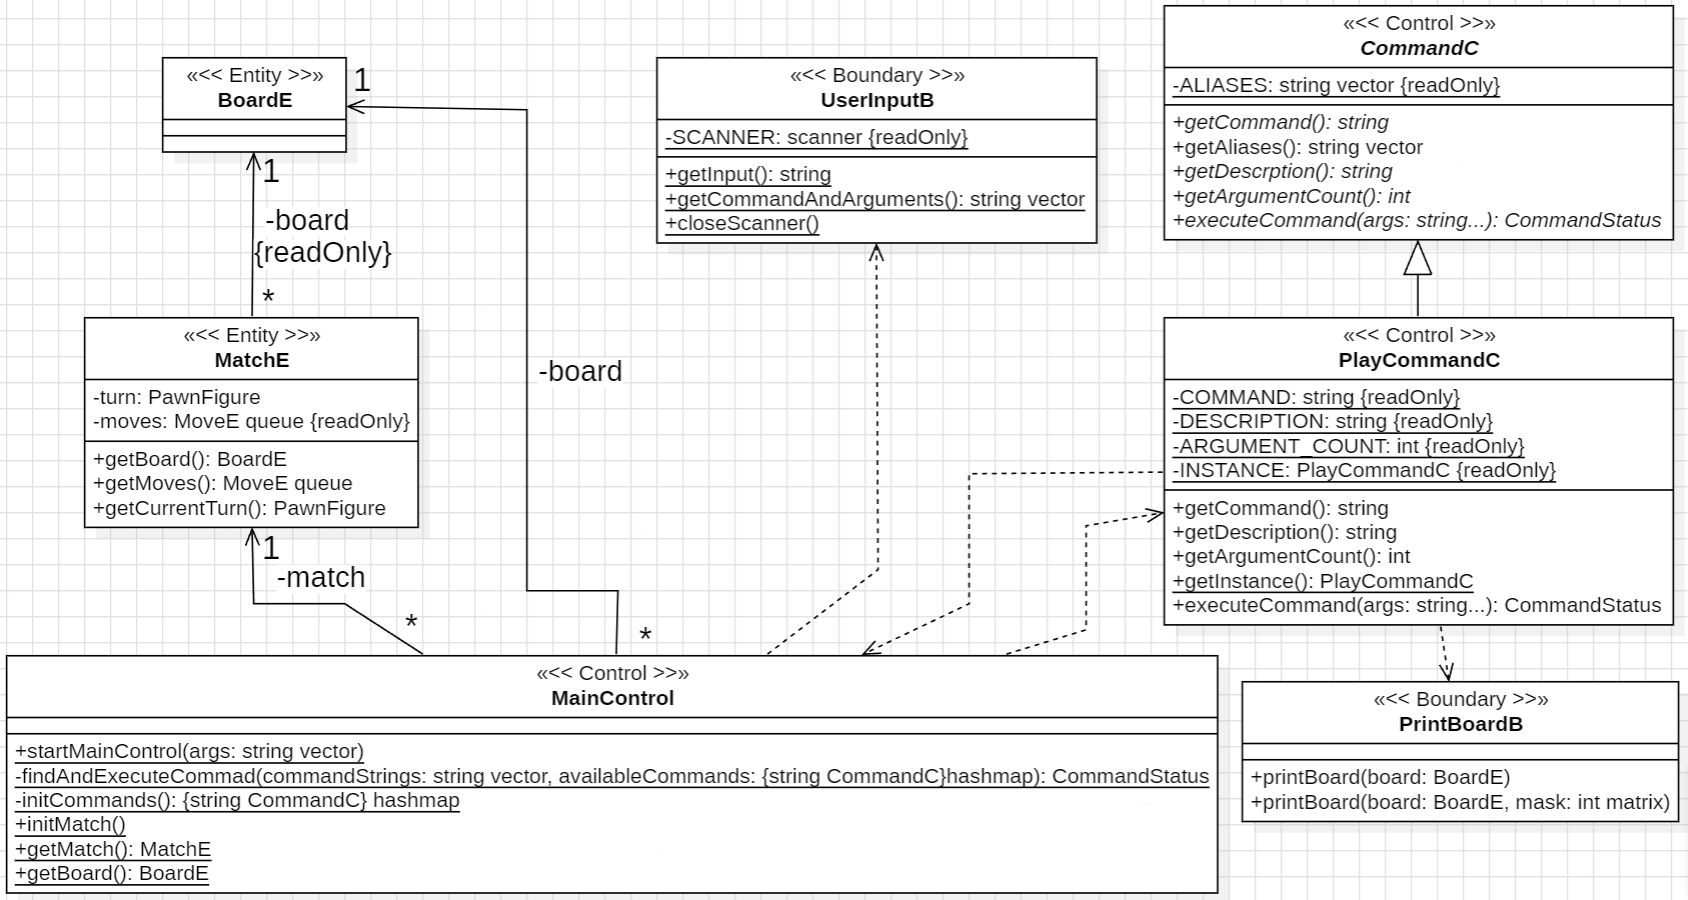 «<< Entity >>»
BoardE
1
1
-board
{readOnly}
*
«<< Entity >>»
MatchE
-turn: PawnFigure
-moves: MoveE queue {readOnly}
+getBoard(): BoardE
+getMoves(): MoveE queue
+getCurrentTurn(): PawnFigure
1
-match
*
-board
*
«<< Boundary >>»
UserInputB
-SCANNER: scanner {readOnly}
+getInput(): string
+getCommandAndArguments(): string vector
+closeScanner()
«<< Control >>»
CommandC
-ALIASES: string vector {readOnly}
+getCommand(): string
+getAliases(): string vector
+getDescrption(): string
+getArgumentCount(): int
+executeCommand(args: string...): CommandStatus
«<< Control >>»
PlayCommandC
-COMMAND: string {readOnly}
-DESCRIPTION: string {readOnly}
-ARGUMENT_COUNT: int {readOnly}
-INSTANCE: PlayCommandC {readOnly}
+getCommand(): string
+getDescription(): string
+getArgumentCount(): int
+getInstance(): PlayCommandC
+executeCommand(args: string...): CommandStatus
«<< Control >>»
MainControl
+startMainControl(args: string vector)
-findAndExecuteCommad(commandStrings: string vector, availableCommands: {string CommandC}hashmap): CommandStatus
-initCommands(): {string CommandC} hashmap
+initMatch()
+getMatch(): MatchE
+getBoard(): BoardE
«<< Boundary >>»
PrintBoardB
+printBoard(board: BoardE)
+printBoard(board: BoardE, mask: int matrix)